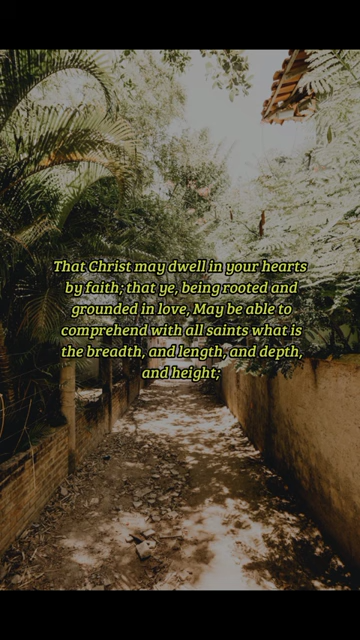 That Christ may dwell in your hearts
by faith; that ye, being rooted and
grounded in love, May be able to
comprehend with all saints what is
the breadth, and length, and depth,
and height;